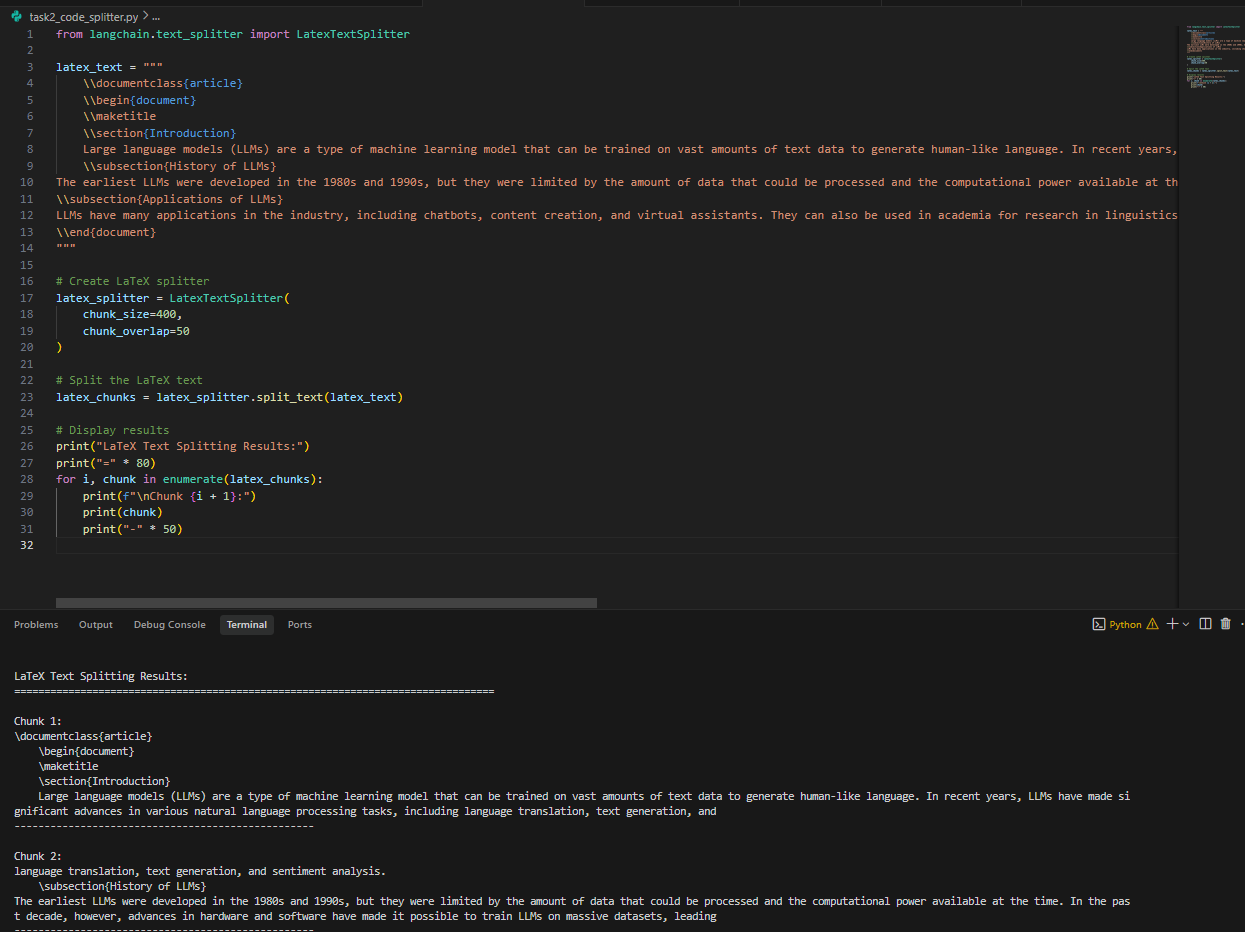 task2_code_splitter.py > ...
1 from langchain.text_splitter import LatexTextSplitter
2
3 latex_text = """
4     \\documentclass{article}
5     \\begin{document}
6     \\maketitle
7     \\section{Introduction}
8     Large language models (LLMs) are a type of machine learning model that can be trained on vast amounts of text data to generate human-like language. In recent years,
9     \\subsection{History of LLMs}
10 The earliest LLMs were developed in the 1980s and 1990s, but they were limited by the amount of data that could be processed and the computational power available at th
11 \\subsection{Applications of LLMs}
12 LLMs have many applications in the industry, including chatbots, content creation, and virtual assistants. They can also be used in academia for research in linguistics
13 \\end{document}
14 """
15
16 # Create LaTeX splitter
17 latex_splitter = LatexTextSplitter(
18     chunk_size=400,
19     chunk_overlap=50
20 )
21
22 # Split the LaTeX text
23 latex_chunks = latex_splitter.split_text(latex_text)
24
25 # Display results
26 print("LaTeX Text Splitting Results:")
27 print("=" * 80)
28 for i, chunk in enumerate(latex_chunks):
29     print(f"\nChunk {i + 1}:")
30     print(chunk)
31     print("-" * 50)
32
Problems Output Debug Console Terminal Ports Python
LaTeX Text Splitting Results:
================================================================================
Chunk 1:
\documentclass{article}
    \begin{document}
    \maketitle
    \section{Introduction}
    Large language models (LLMs) are a type of machine learning model that can be trained on vast amounts of text data to generate human-like language. In recent years, LLMs have made si
gnificant advances in various natural language processing tasks, including language translation, text generation, and
--------------------------------------------------
Chunk 2:
language translation, text generation, and sentiment analysis.
    \subsection{History of LLMs}
The earliest LLMs were developed in the 1980s and 1990s, but they were limited by the amount of data that could be processed and the computational power available at the time. In the pas
t decade, however, advances in hardware and software have made it possible to train LLMs on massive datasets, leading
--------------------------------------------------